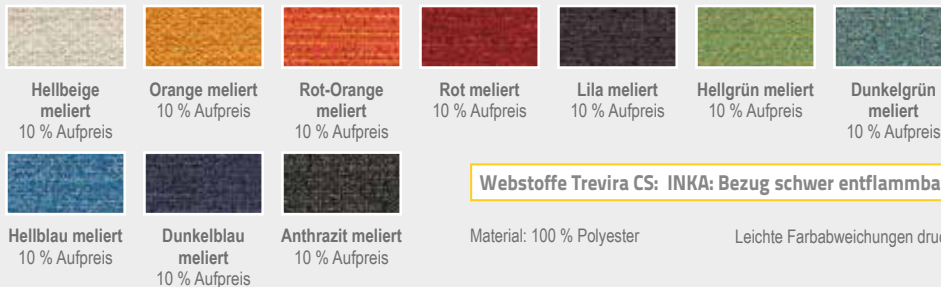 Hellbeige
meliert
10 % Aufpreis
Orange meliert
10 % Aufpreis
Rot-Orange
meliert
10 % Aufpreis
Rot meliert
10 % Aufpreis
Lila meliert
10 % Aufpreis
Hellgrün meliert
10 % Aufpreis
Dunkelgrün
meliert
10 % Aufpreis
Hellblau meliert
10 % Aufpreis
Dunkelblau
meliert
10 % Aufpreis
Anthrazit meliert
10 % Aufpreis
Webstoffe Trevira CS: INKA: Bezug schwer entflammba
Material: 100 % Polyester
Leichte Farbabweichungen dru